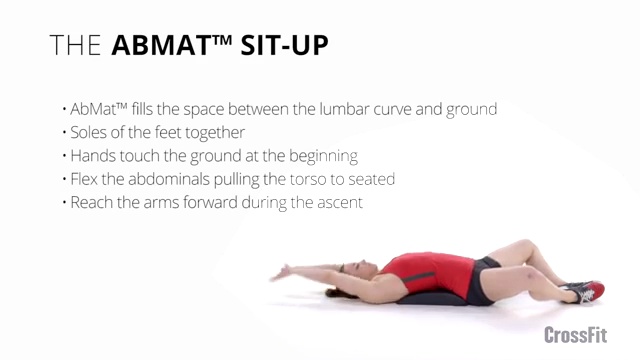 THE ABMAT™ SIT-UP
• AbMat™ fills the space between the lumbar curve and ground
• Soles of the feet together
• Hands touch the ground at the beginning
• Flex the abdominals pulling the torso to seated
• Reach the arms forward during the ascent
CrossFit